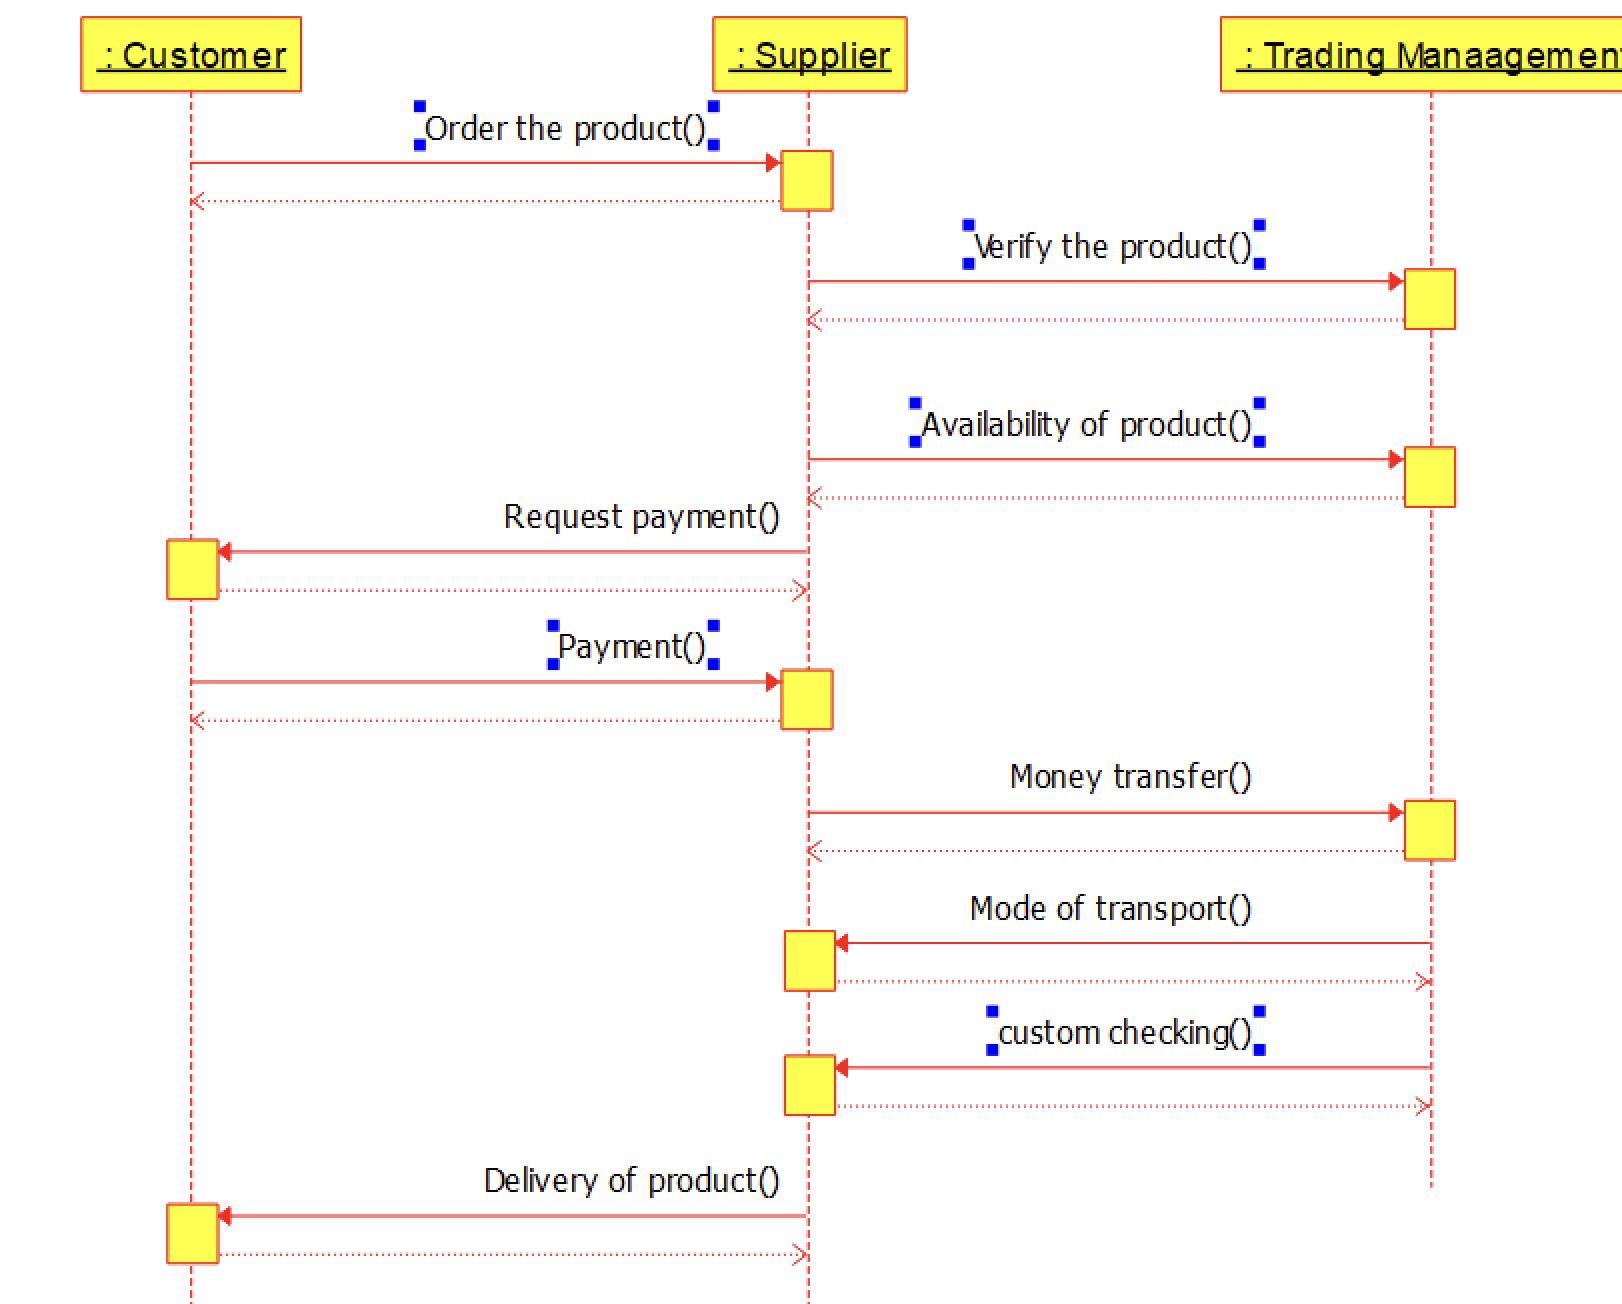 : Customer
: Supplier
: Trading Manaagement
Order the product()
Verify the product()
Availability of product()
Request payment()
Payment()
Money transfer()
Mode of transport()
custom checking()
Delivery of product()